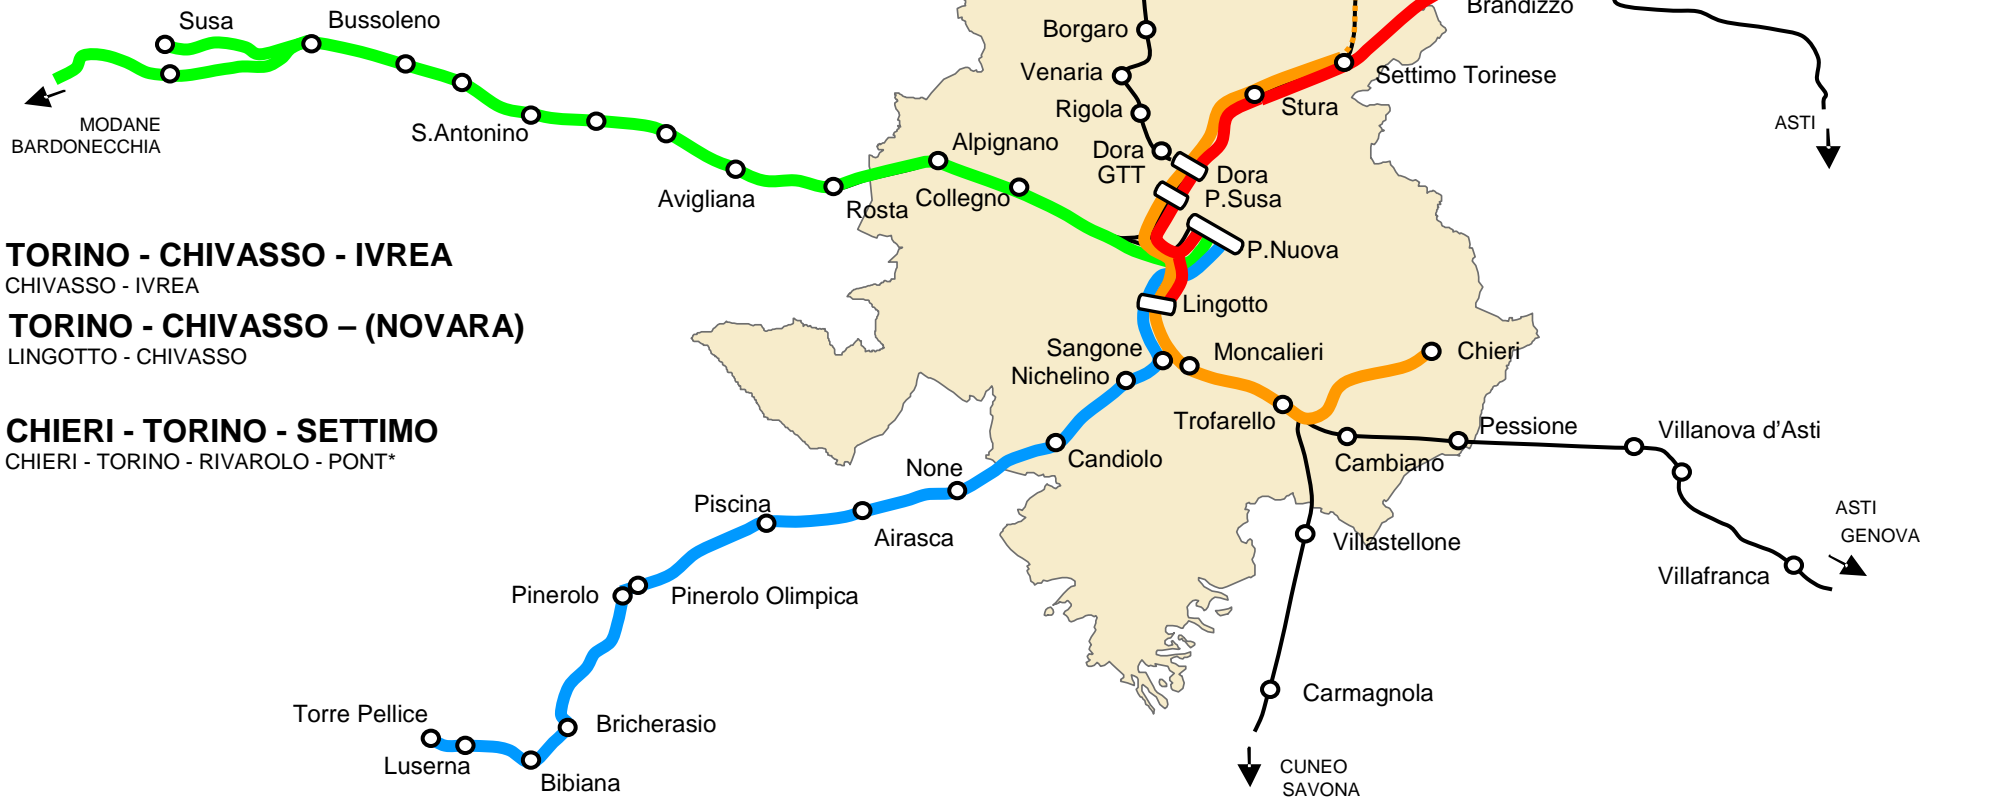 Brandizzo
Susa
Bussoleno
Borgaro
Venaria
Settimo Torinese
Rigola
Stura
MODANE
BARDONECCHIA
S.Antonino
Alpignano
Dora
GTT
ASTI
Dora
P.Susa
Avigliana
Rosta
Collegno
P.Nuova
TORINO - CHIVASSO - IVREA
CHIVASSO - IVREA
TORINO - CHIVASSO – (NOVARA)
LINGOTTO - CHIVASSO
Lingotto
Sangone
Nichelino
Moncalieri
Chieri
Trofarello
CHIERI - TORINO - SETTIMO
CHIERI - TORINO - RIVAROLO - PONT*
Pessione
Villanova d’Asti
Cambiano
Candiolo
None
Piscina
Airasca
ASTI
GENOVA
Villastellone
Villafranca
Pinerolo
Pinerolo Olimpica
Carmagnola
Torre Pellice
Bricherasio
Luserna
Bibiana
CUNEO
SAVONA